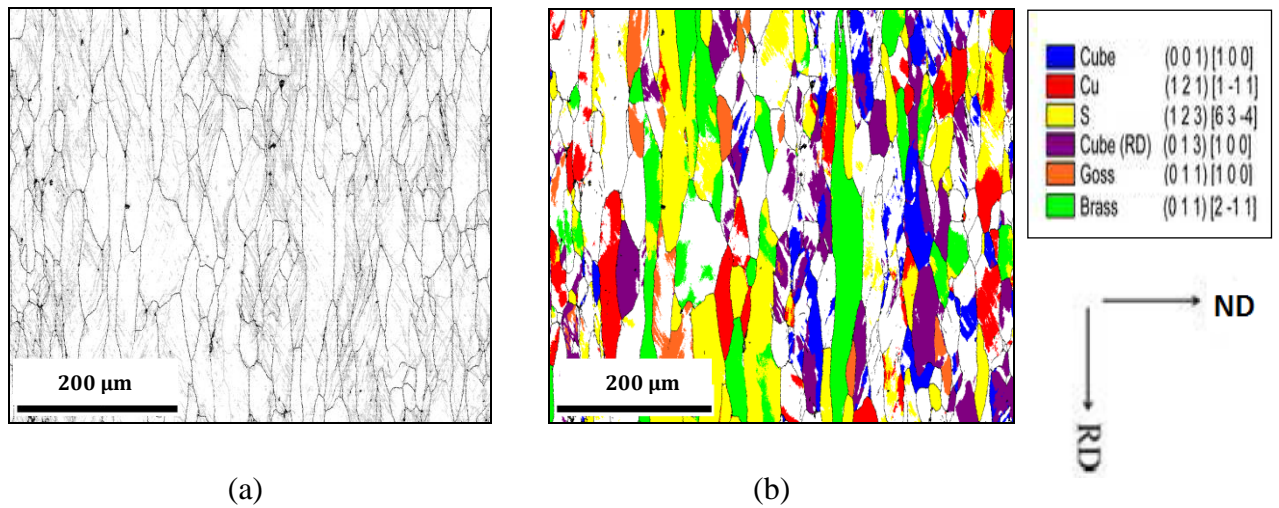 200 µm
200 µm
Cube (0 0 1) [1 0 0]
Cu (1 2 1) [1 -1 1]
S (1 2 3) [6 3 -4]
Cube (RD) (0 1 3) [1 0 0]
Goss (0 1 1) [1 0 0]
Brass (0 1 1) [2 -1 1]
ND
RD
(a)
(b)